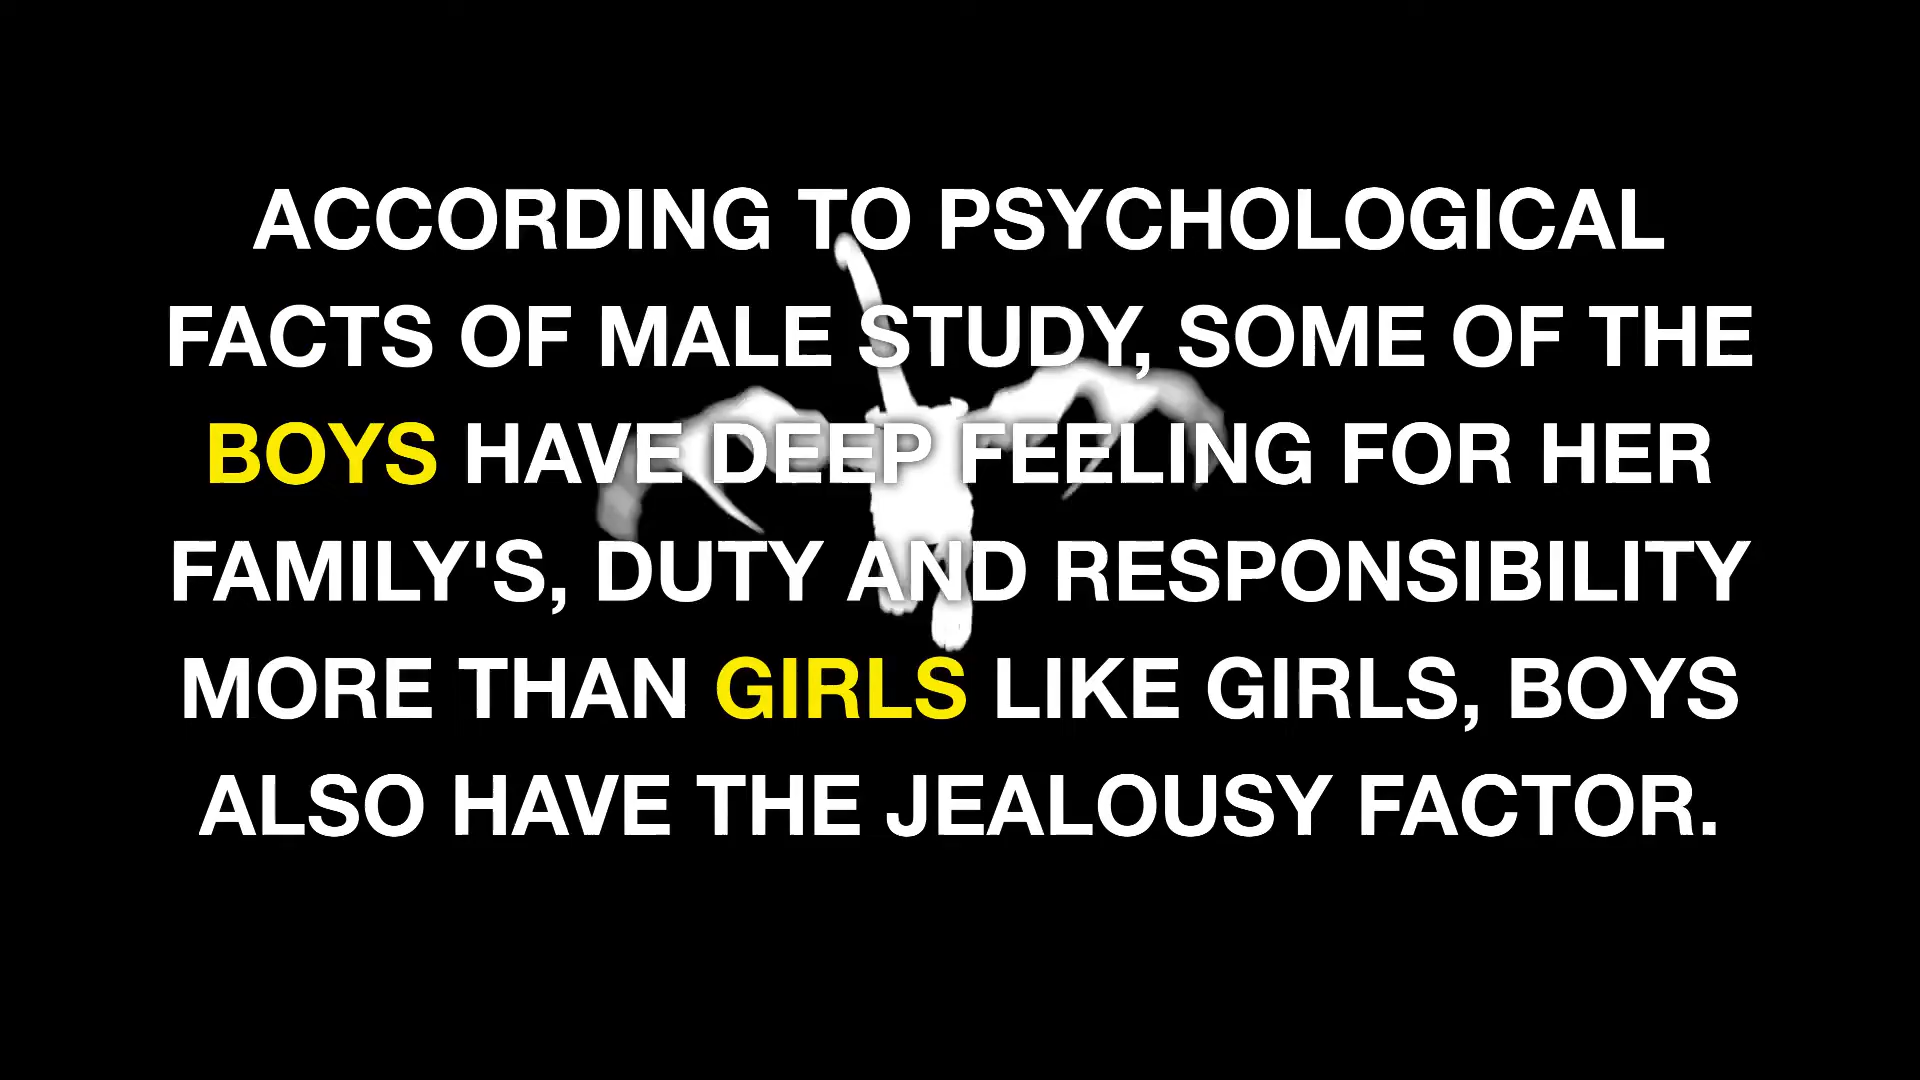 ACCORDING TO PSYCHOLOGICAL
FACTS OF MALE STUDY, SOME OF THE
BOYS HAVE DEEP FEELING FOR HER
FAMILY'S, DUTY AND RESPONSIBILITY
MORE THAN GIRLS LIKE GIRLS, BOYS
ALSO HAVE THE JEALOUSY FACTOR.